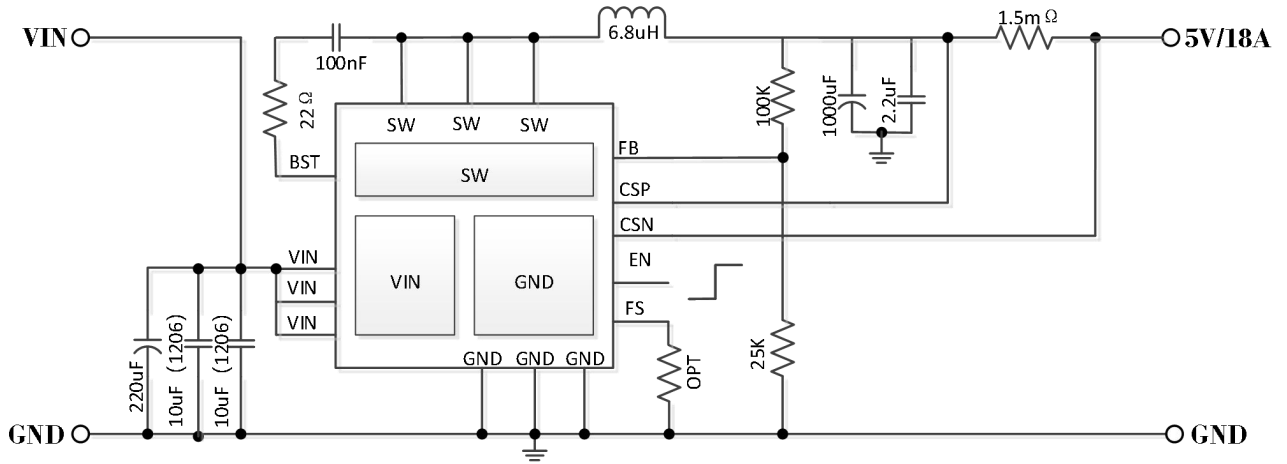 VIN
100nF
6.8uH
1.5m Ω
5V/18A
22 Ω
100K
1000uF
2.2uF
SW
SW
SW
BST
SW
FB
CSP
CSN
VIN
VIN
VIN
VIN
GND
EN
FS
GND
GND
GND
220uF
10uF (1206)
10uF (1206)
OPT
25K
GND
GND